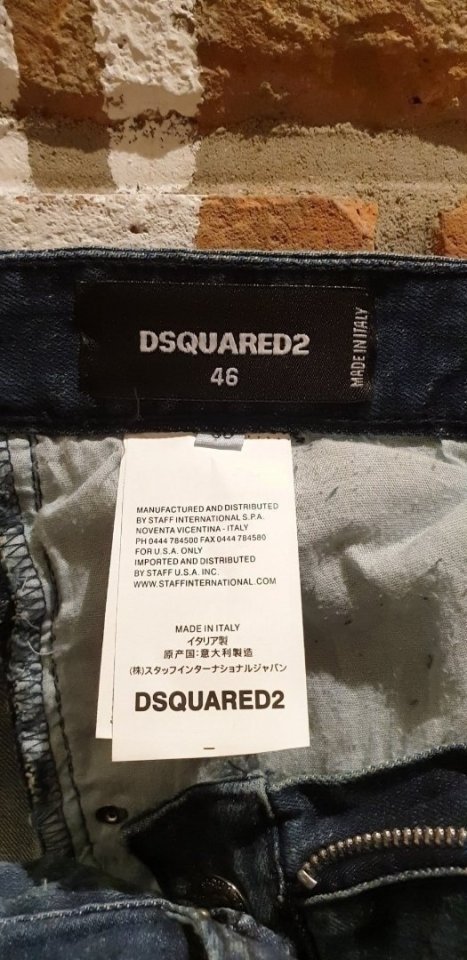 DSQUARED2
46
MADE IN ITALY
MANUFACTURED AND DISTRIBUTED
BY STAFF INTERNATIONAL S.P.A.
NOVENTA VICENTINA - ITALY
PH 0444 784500 FAX 0444 784580
FOR U.S.A. ONLY
IMPORTED AND DISTRIBUTED
BY STAFF U.S.A. INC.
WWW.STAFFINTERNATIONAL.COM
MADE IN ITALY
イタリア製
原产国:意大利製造
(株)スタッフインターナショナルジャパン
DSQUARED2